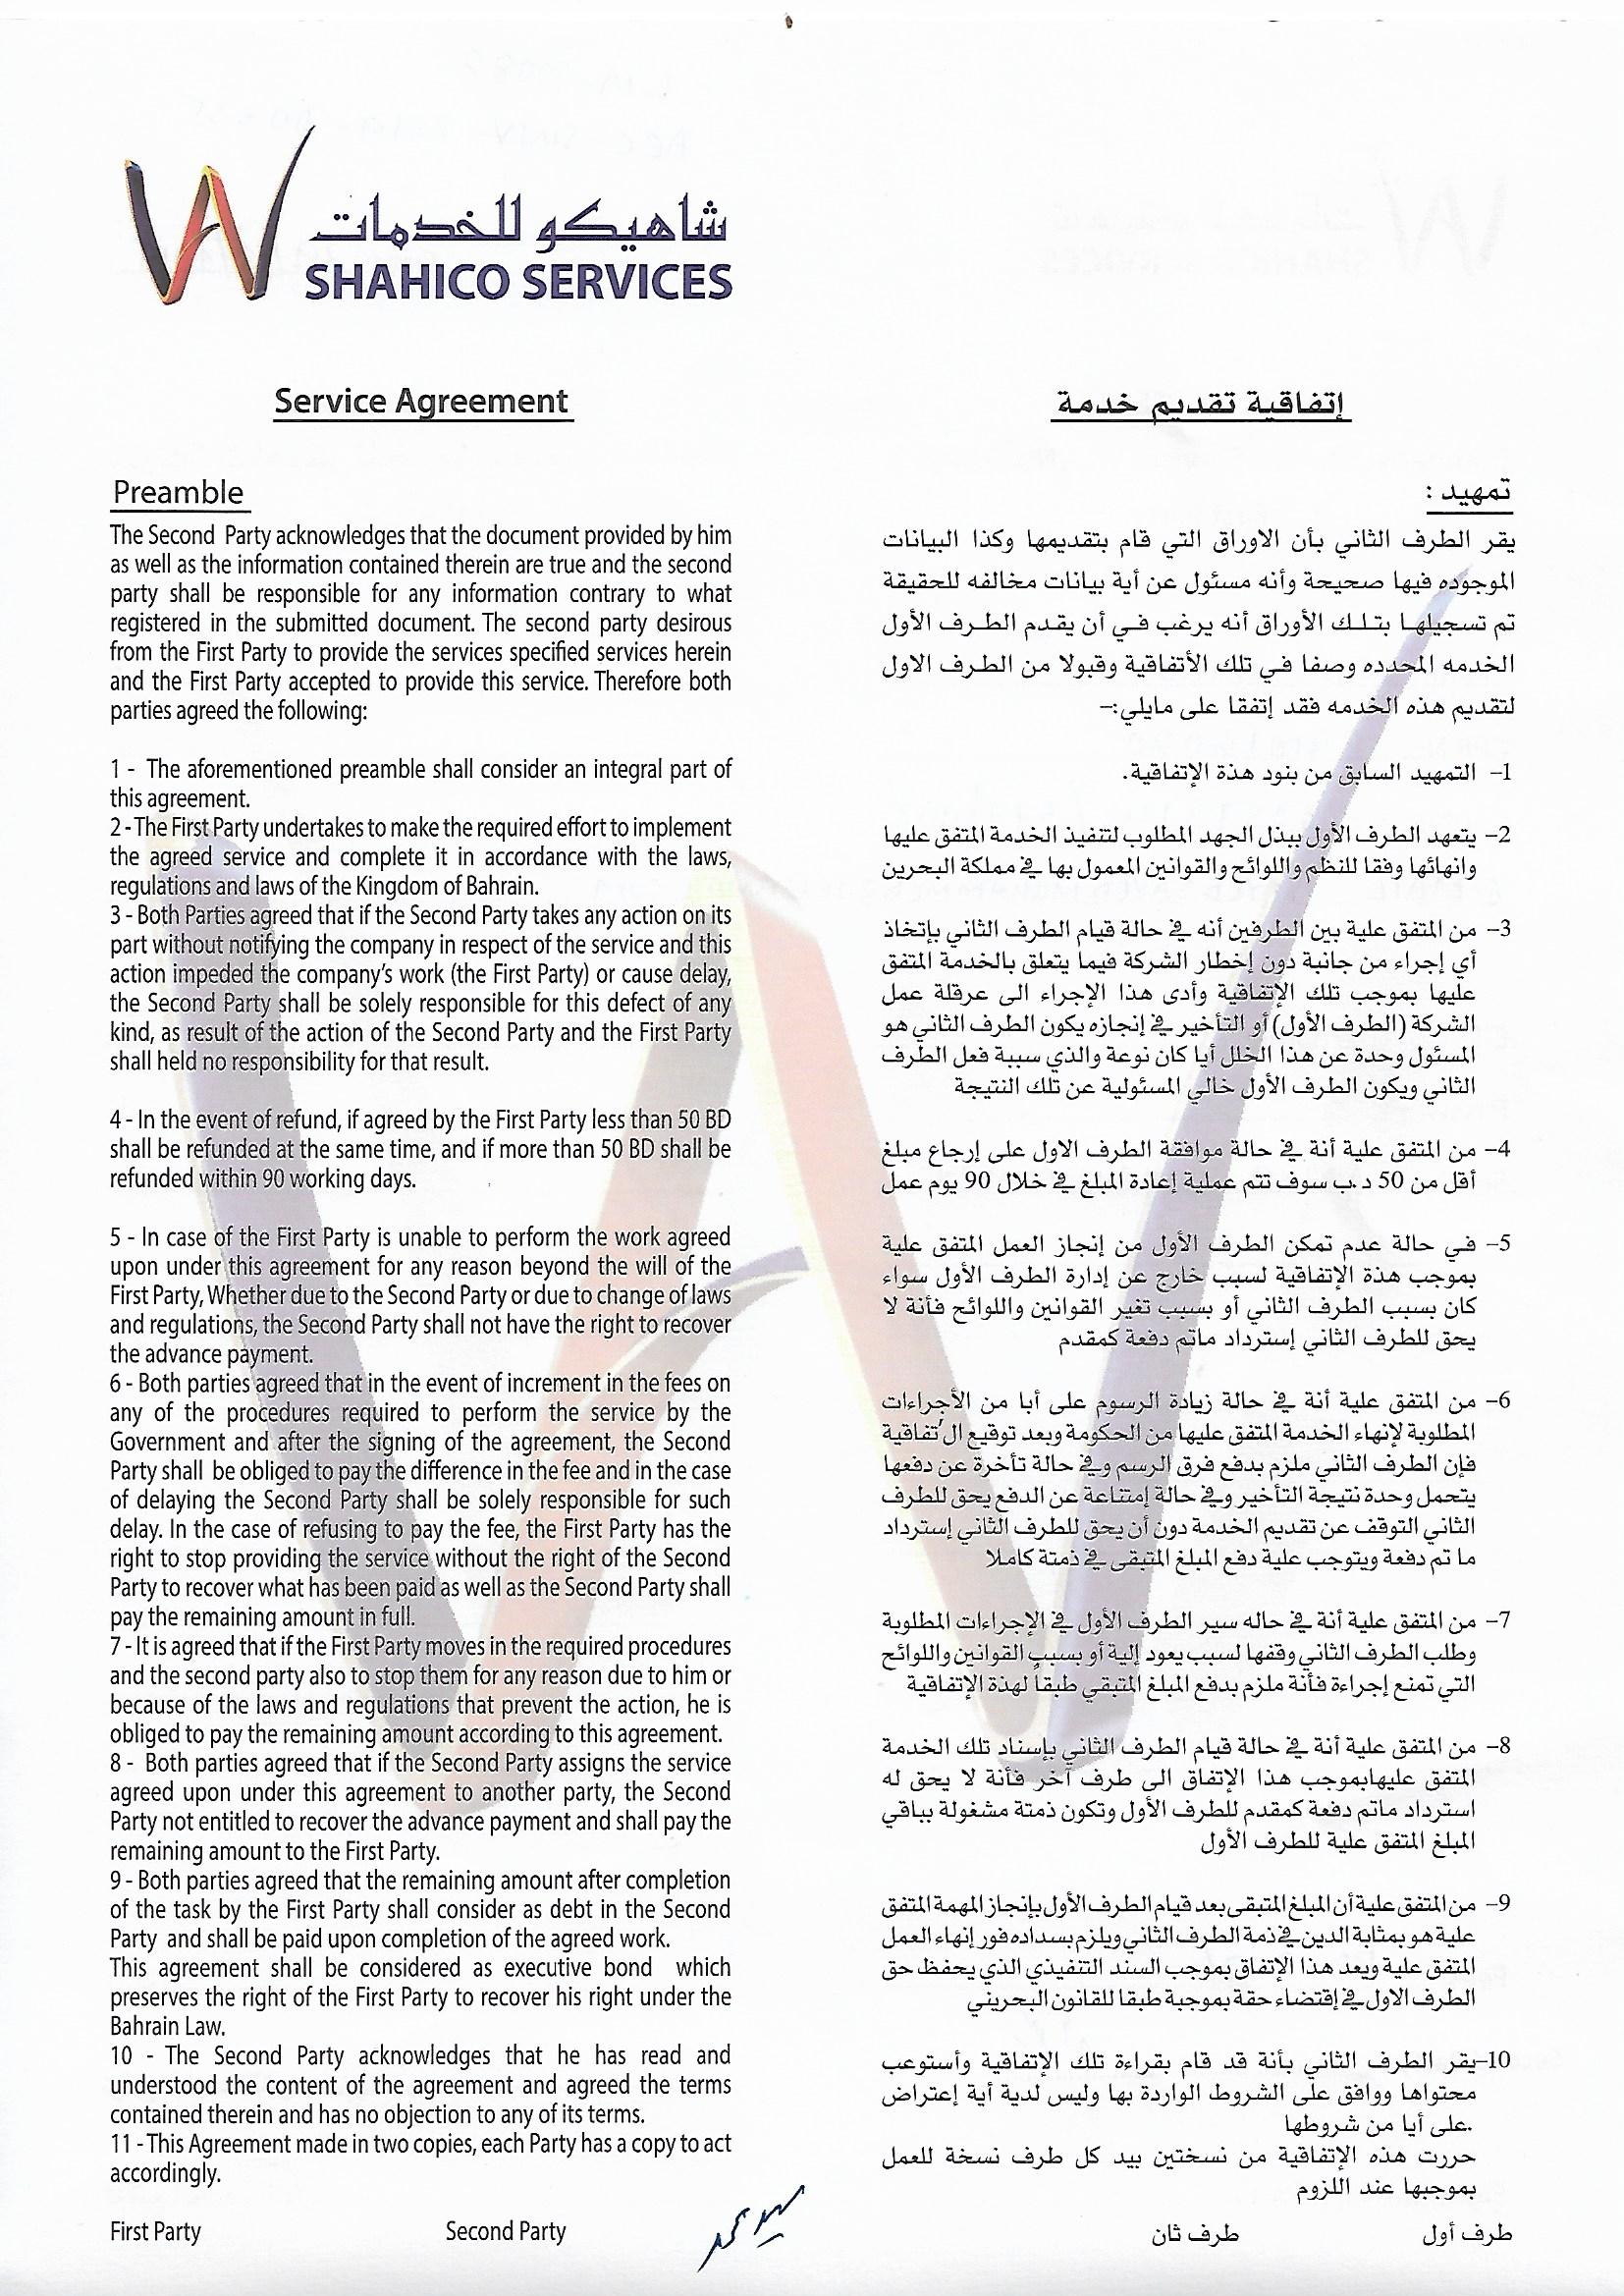 شاهيكو للخدمات
SHAHICO SERVICES
Service Agreement
Preamble
The Second Party acknowledges that the document provided by him
as well as the information contained therein are true and the second
party shall be responsible for any information contrary to what
registered in the submitted document. The second party desirous
from the First Party to provide the services specified services herein
and the First Party accepted to provide this service. Therefore both
parties agreed the following:
1 - The aforementioned preamble shall consider an integral part of
this agreement.
2 - The First Party undertakes to make the required effort to implement
the agreed service and complete it in accordance with the laws,
regulations and laws of the Kingdom of Bahrain.
3 - Both Parties agreed that if the Second Party takes any action on its
part without notifying the company in respect of the service and this
action impeded the company's work (the First Party) or cause delay,
the Second Party shall be solely responsible for this defect of any
kind, as result of the action of the Second Party and the First Party
shall held no responsibility for that result.
4 - In the event of refund, if agreed by the First Party less than 50 BD
shall be refunded at the same time, and if more than 50 BD shall be
refunded within 90 working days.
5 - In case of the First Party is unable to perform the work agreed
upon under this agreement for any reason beyond the will of the
First Party, Whether due to the Second Party or due to change of laws
and regulations, the Second Party shall not have the right to recover
the advance payment.
6 - Both parties agreed that in the event of increment in the fees on
any of the procedures required to perform the service by the
Government and after the signing of the agreement, the Second
Party shall be obliged to pay the difference in the fee and in the case
of delaying the Second Party shall be solely responsible for such
delay. In the case of refusing to pay the fee, the First Party has the
right to stop providing the service without the right of the Second
Party to recover what has been paid as well as the Second Party shall
pay the remaining amount in full.
7 - It is agreed that if the First Party moves in the required procedures
and the second party also to stop them for any reason due to him or
because of the laws and regulations that prevent the action, he is
obliged to pay the remaining amount according to this agreement.
8 - Both parties agreed that if the Second Party assigns the service
agreed upon under this agreement to another party, the Second
Party not entitled to recover the advance payment and shall pay the
remaining amount to the First Party.
9 - Both parties agreed that the remaining amount after completion
of the task by the First Party shall consider as debt in the Second
Party and shall be paid upon completion of the agreed work.
This agreement shall be considered as executive bond which
preserves the right of the First Party to recover his right under the
Bahrain Law.
10 - The Second Party acknowledges that he has read and
understood the content of the agreement and agreed the terms
contained therein and has no objection to any of its terms.
11 - This Agreement made in two copies, each Party has a copy to act
accordingly.
First Party Second Party
إتفاقية تقديم خدمة
تمهيد :
يقر الطرف الثاني بأن الاوراق التي قام بتقديمها وكذا البيانات
الموجوده فيها صحيحة وأنه مسئول عن أية بيانات مخالفه للحقيقة
تم تسجيلها بتلك الأوراق أنه يرغب في أن يقدم الطرف الأول
الخدمه المحدده وصفا في تلك الأتفاقية وقبولا من الطرف الاول
لتقديم هذه الخدمه فقد إتفقا على مايلي:-
1- التمهيد السابق من بنود هذة الإتفاقية.
2- يتعهد الطرف الأول ببذل الجهد المطلوب لتنفيذ الخدمة المتفق عليها
وانهائها وفقا للنظم واللوائح والقوانين المعمول بها في مملكة البحرين
3- من المتفق علية بين الطرفين أنه في حالة قيام الطرف الثاني بإتخاذ
أي إجراء من جانبة دون إخطار الشركة فيما يتعلق بالخدمة المتفق
عليها بموجب تلك الإتفاقية وأدى هذا الإجراء الى عرقلة عمل
الشركة (الطرف الأول) أو التأخير في إنجازه يكون الطرف الثاني هو
المسئول وحدة عن هذا الخلل أيا كان نوعة والذي سببة فعل الطرف
الثاني ويكون الطرف الأول خالي المسئولية عن تلك النتيجة
4- من المتفق علية أنة في حالة موافقة الطرف الاول على إرجاع مبلغ
أقل من 50 د.ب سوف تتم عملية إعادة المبلغ في خلال 90 يوم عمل
5- في حالة عدم تمكن الطرف الأول من إنجاز العمل المتفق علية
بموجب هذة الإتفاقية لسبب خارج عن إدارة الطرف الأول سواء
كان بسبب الطرف الثاني أو بسبب تغير القوانين واللوائح فأنة لا
يحق للطرف الثاني إسترداد ماتم دفعة كمقدم
6- من المتفق علية أنة في حالة زيادة الرسوم على أبا من الأجراءات
المطلوبة لإنهاء الخدمة المتفق عليها من الحكومة وبعد توقيع ال'تفاقية
فإن الطرف الثاني ملزم بدفع فرق الرسم وفي حالة تأخرة عن دفعها
يتحمل وحدة نتيجة التأخير وفي حالة إمتناعة عن الدفع يحق للطرف
الثاني التوقف عن تقديم الخدمة دون أن يحق للطرف الثاني إسترداد
ما تم دفعة ويتوجب علية دفع المبلغ المتبقى في ذمتة كاملا
7- من المتفق علية أنة في حاله سير الطرف الأول في الإجراءات المطلوبة
وطلب الطرف الثاني وقفها لسبب يعود إلية أو بسبب القوانين واللوائح
التي تمنع إجراءة فأنة ملزم بدفع المبلغ المتبقي طبقاً لهذة الإتفاقية
8- من المتفق علية أنة في حالة قيام الطرف الثاني بإسناد تلك الخدمة
المتفق عليهابموجب هذا الإتفاق الى طرف آخر فأنة لا يحق له
استرداد ماتم دفعة كمقدم للطرف الأول وتكون ذمتة مشغولة بباقي
المبلغ المتفق علية للطرف الأول
9- من المتفق علية أن المبلغ المتبقى بعد قيام الطرف الأول بإنجاز المهمة المتفق
علية هو بمثابة الدين في ذمة الطرف الثاني ويلزم بسداده فور إنهاء العمل
المتفق علية ويعد هذا الإتفاق بموجب السند التنفيذي الذي يحفظ حق
الطرف الاول في إقتضاء حقة بموجبة طبقا للقانون البحريني
10- يقر الطرف الثاني بأنة قد قام بقراءة تلك الإتفاقية وأستوعب
محتواها ووافق على الشروط الواردة بها وليس لدية أية إعتراض
.على أيا من شروطها
حررت هذه الإتفاقية من نسختين بيد كل طرف نسخة للعمل
بموجبها عند اللزوم
طرف أول طرف ثان